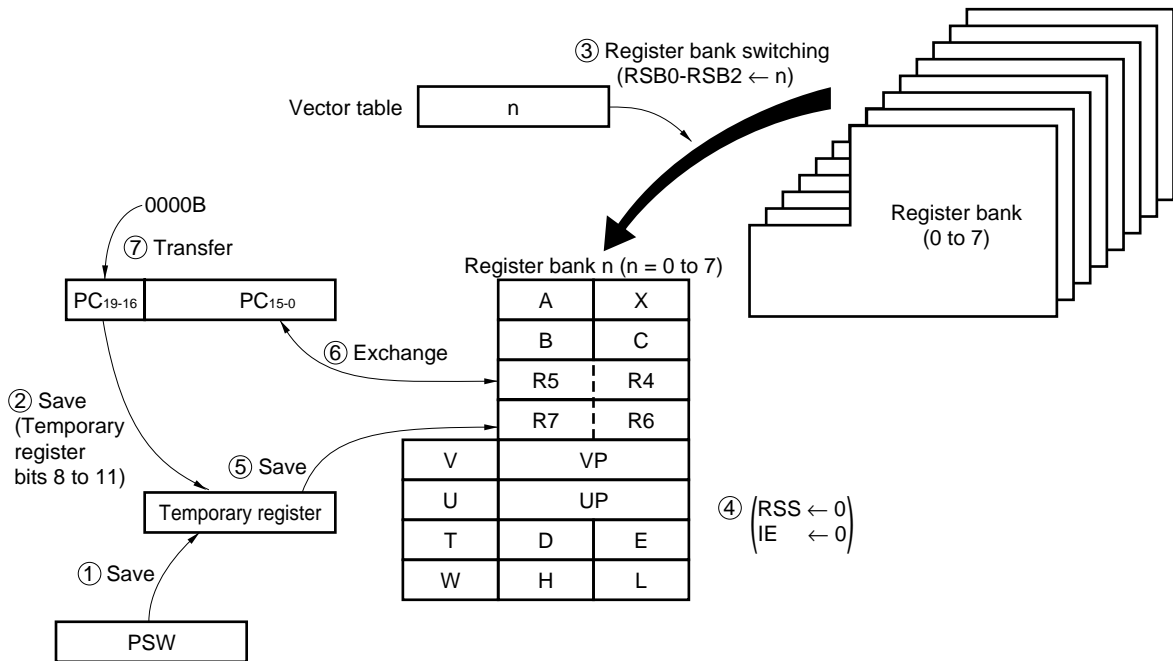 ③ Register bank switching
(RSB0-RSB2 ← n)
Vector table
n
Register bank
(0 to 7)
0000B
⑦ Transfer
Register bank n (n = 0 to 7)
PC19-16
PC15-0
A
X
B
C
⑥ Exchange
R5
R4
② Save
(Temporary
register
bits 8 to 11)
R7
R6
⑤ Save
V
VP
U
UP
Temporary register
④ (RSS ← 0
IE ← 0)
T
D
E
① Save
W
H
L
PSW